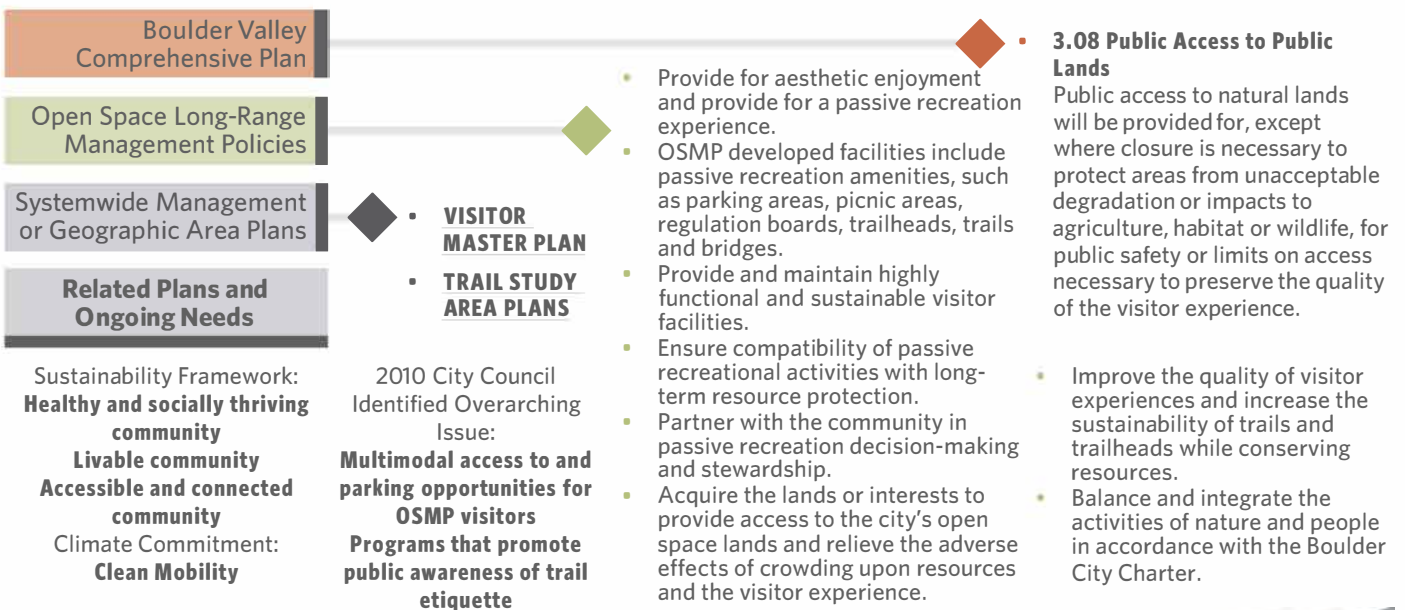 Boulder Valley
Comprehensive Plan
Open Space Long-Range
Management Policies
Systwide Management
or Geographic Area Plans
Related Plans and
Ongoing Needs
Sustainability Framework:
Healthy and socially thriving
community
Livable community
Accessible and connected
community
Climate Commitment:
Clean Mobility
• VISITOR
MASTER PLAN
• TRAIL STUDY
AREA PLANS
2010 City Council
Identified Overarching
Issue:
Multimodal access to and
parking opportunities for
OSMP visitors
Programs that promote
public awareness of trail
etiquette
• Provide for aesthetic enjoyment
and provide for a passive recreation
experience.
• OSMP developed facilities include
passive recreation amenities, such
as parking areas, picnic areas,
regulation boards, trailheads, trails
and bridges.
• Provide and maintain highly
functional and sustainable visitor
facilities.
• Ensure compatibility of passive
recreational activities with long-
term resource protection.
• Partner with the community in
passive recreation decision-making
and stewardship.
• Acquire the lands or interests to
provide access to the city's open
space lands and relieve the adverse
effects of crowding upon resources
and the visitor experience.
• 3.08 Public Access to Public
Lands
Public access to natural lands
will be provided for, except
where closure is necessary to
protect areas from unacceptable
degradation or impacts to
agriculture, habitat or wildlife, for
public safety or limits on access
necessary to preserve the quality
of the visitor experience.
• Improve the quality of visitor
experiences and increase the
sustainability of trails and
trailheads while conserving
resources.
• Balance and integrate the
activities of nature and people
in accordance with the Boulder
City Charter.